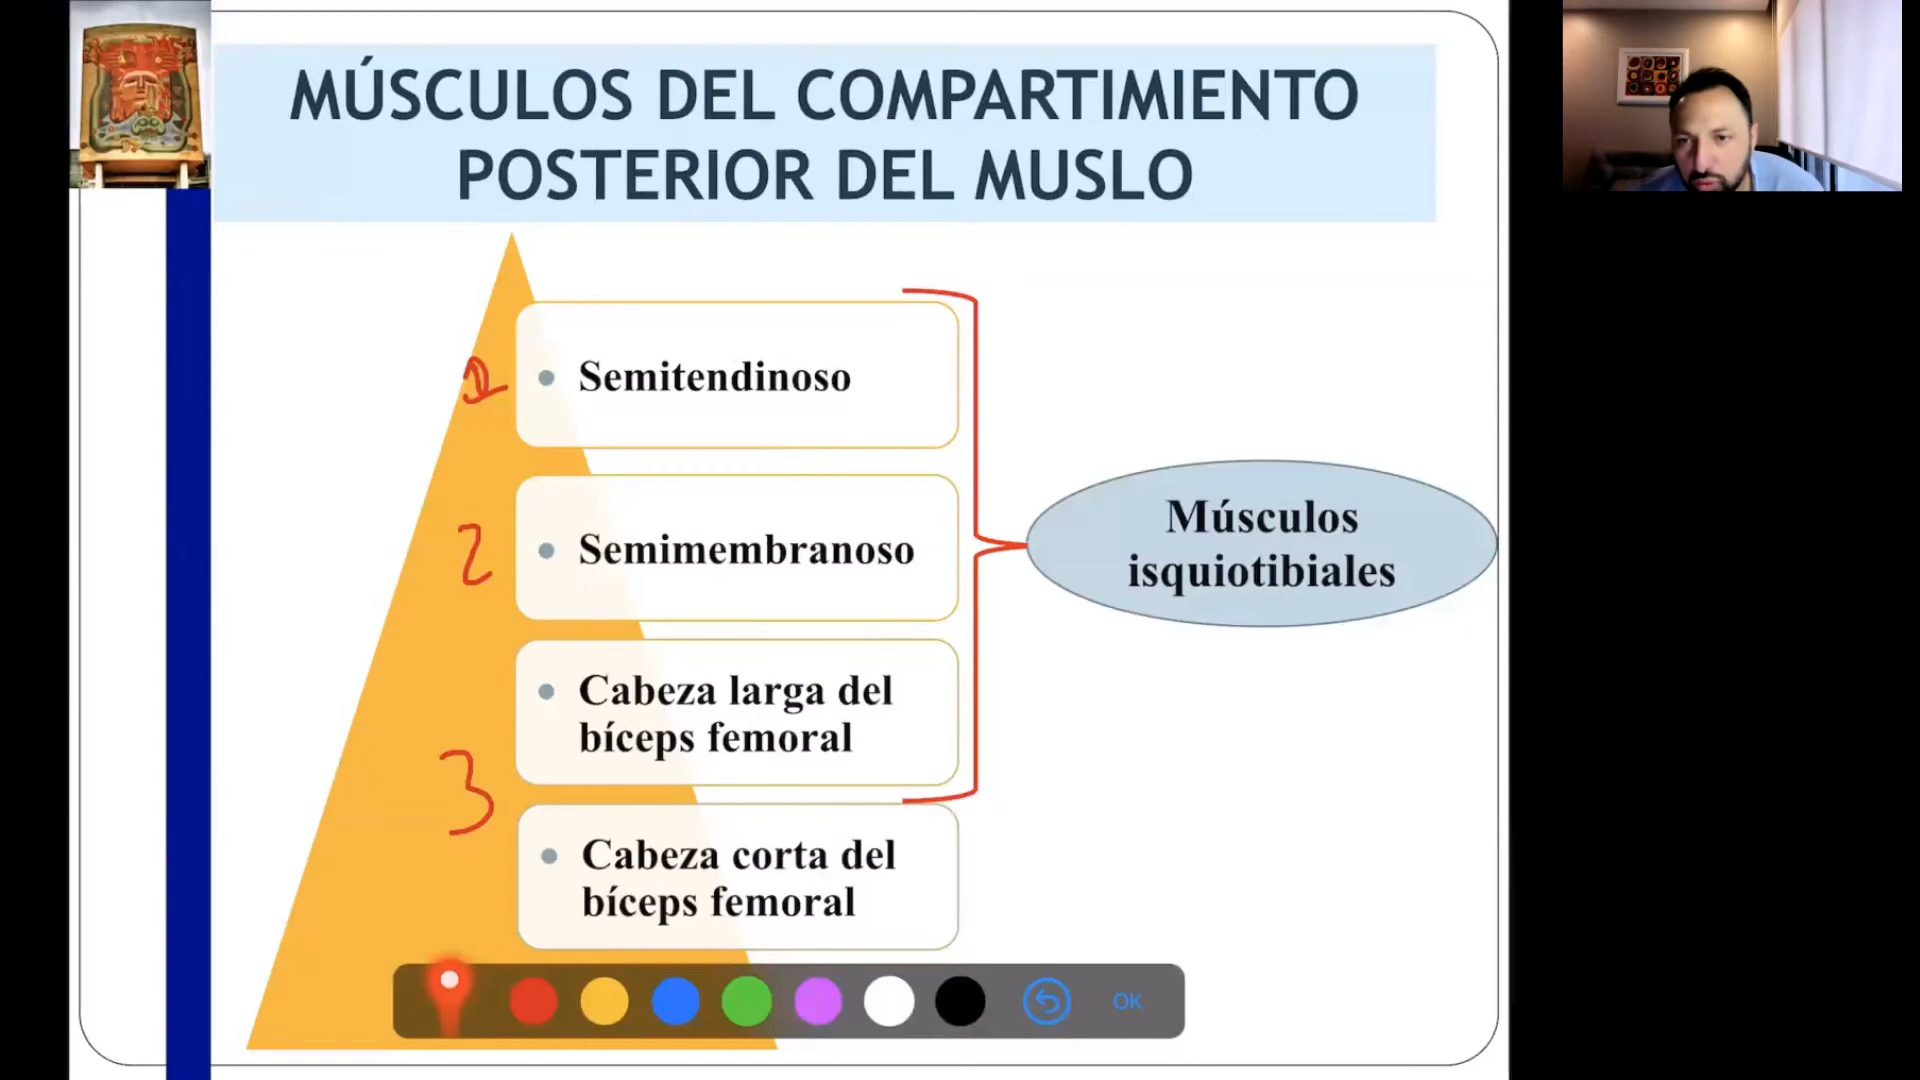 MÚSCULOS DEL COMPARTIMIENTO
POSTERIOR DEL MUSLO
1
• Semitendinoso
2
• Semimembranoso
3
• Cabeza larga del
bíceps femoral
• Cabeza corta del
bíceps femoral
Músculos
isquiotibiales
OK